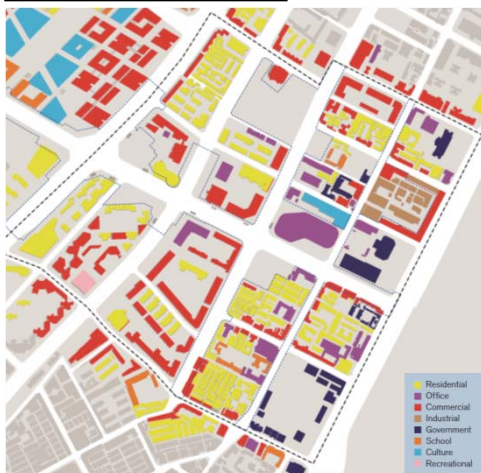 Residential
Office
Commercial
Industrial
Government
School
Culture
Recreational